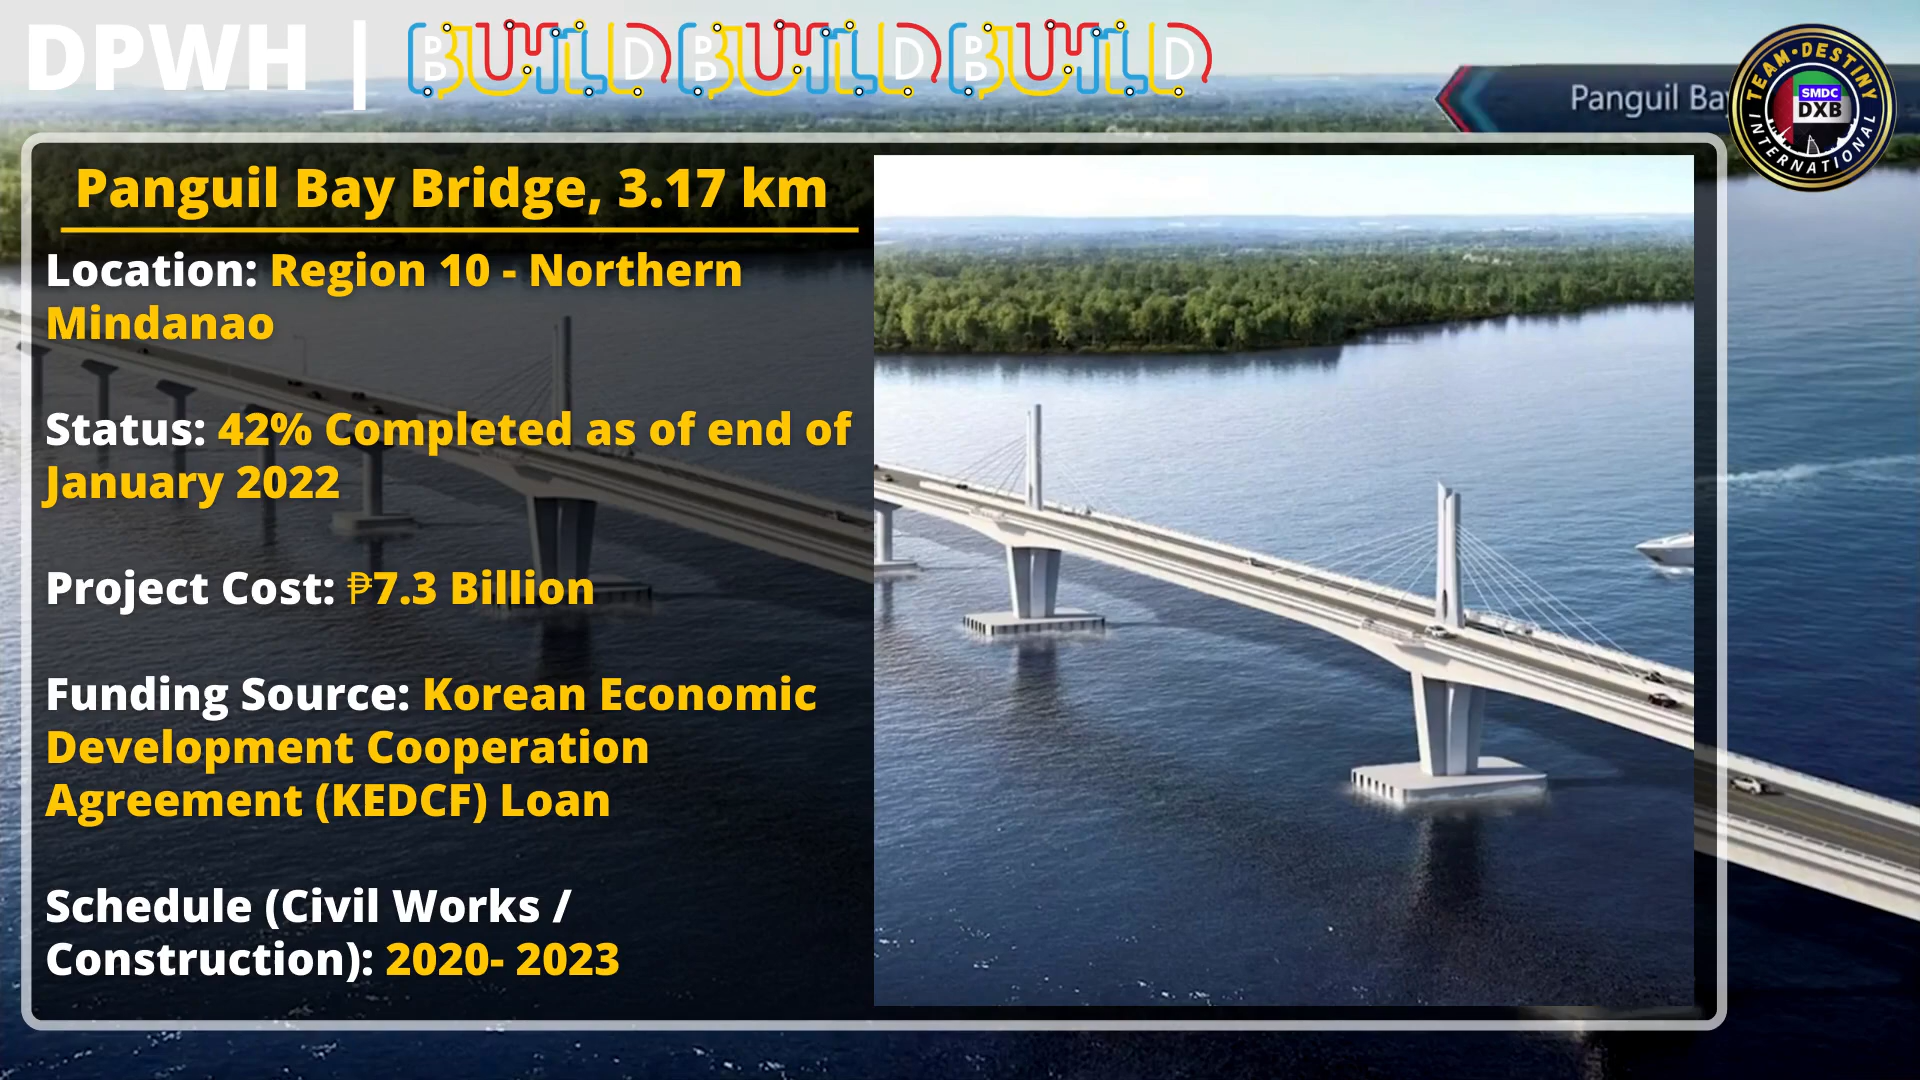 DPWH | BUILD BUILD BUILD
Panguil Bay
TEAM•DESTINY
SMDC
DXB
INTERNATIONAL
Panguil Bay Bridge, 3.17 km
Location: Region 10 - Northern
Mindanao
Status: 42% Completed as of end of
January 2022
Project Cost: ₱7.3 Billion
Funding Source: Korean Economic
Development Cooperation
Agreement (KEDCF) Loan
Schedule (Civil Works /
Construction): 2020- 2023